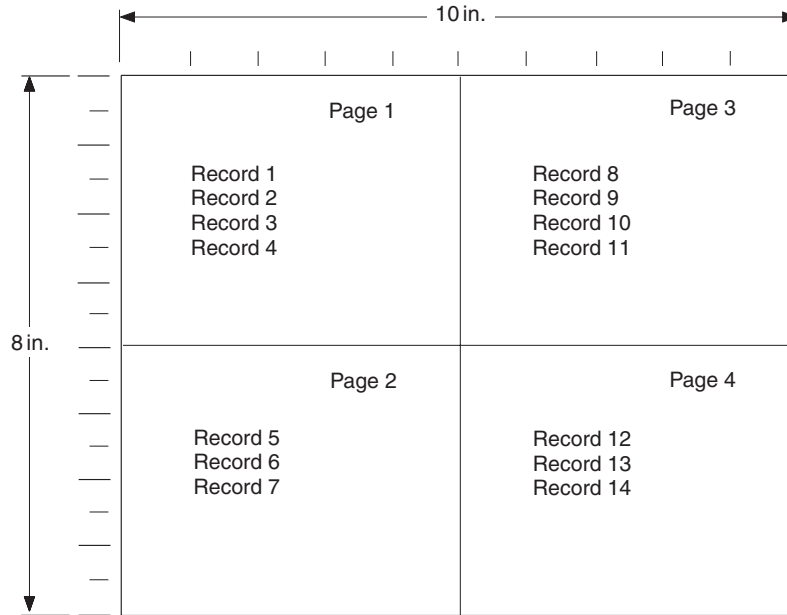 10 in.
8 in.
Page 1
Record 1
Record 2
Record 3
Record 4
Page 2
Record 5
Record 6
Record 7
Page 3
Record 8
Record 9
Record 10
Record 11
Page 4
Record 12
Record 13
Record 14